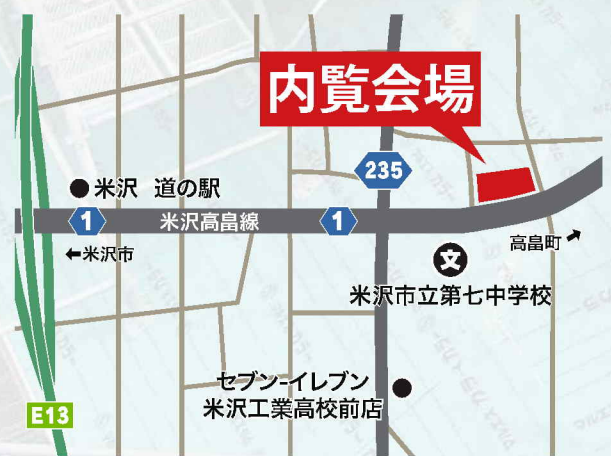 内覧会場
235
米沢 道の駅
1
米沢高畠線
1
←米沢市
高畠町↗
文
米沢市立第七中学校
セブン-イレブン
米沢工業高校前店
E13